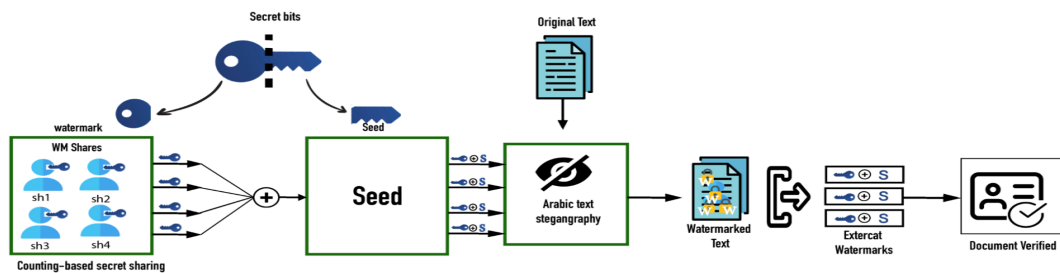 Secret bits
Original Text
watermark
WM Shares
sh1
sh2
sh3
sh4
Counting-based secret sharing
Seed
Seed
⊕ S
⊕ S
⊕ S
⊕ S
Arabic text
stegangraphy
W
W
W W
Watermarked
Text
⊕ S
⊕ S
⊕ S
Extercat
Watermarks
Document Verified